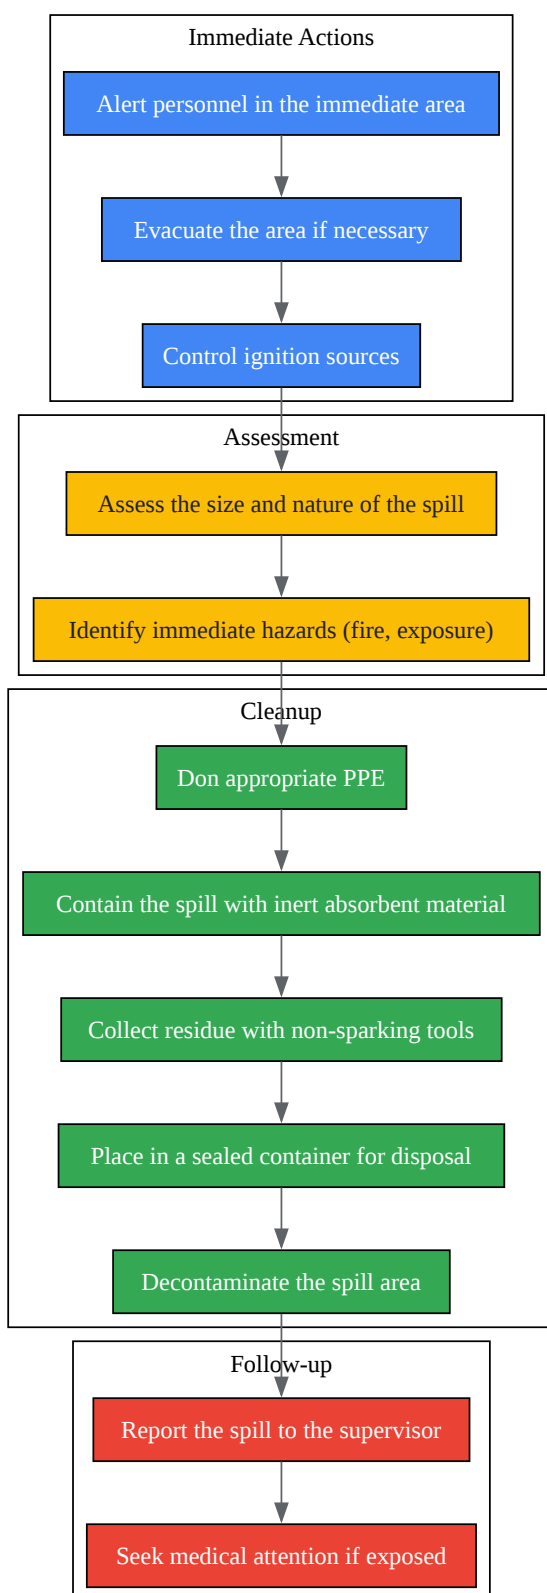 Immediate Actions
Alert personnel in the immediate area
Evacuate the area if necessary
Control ignition sources
Assessment
Assess the size and nature of the spill
Identify immediate hazards (fire, exposure)
Cleanup
Don appropriate PPE
Contain the spill with inert absorbent material
Collect residue with non-sparking tools
Place in a sealed container for disposal
Decontaminate the spill area
Follow-up
Report the spill to the supervisor
Seek medical attention if exposed